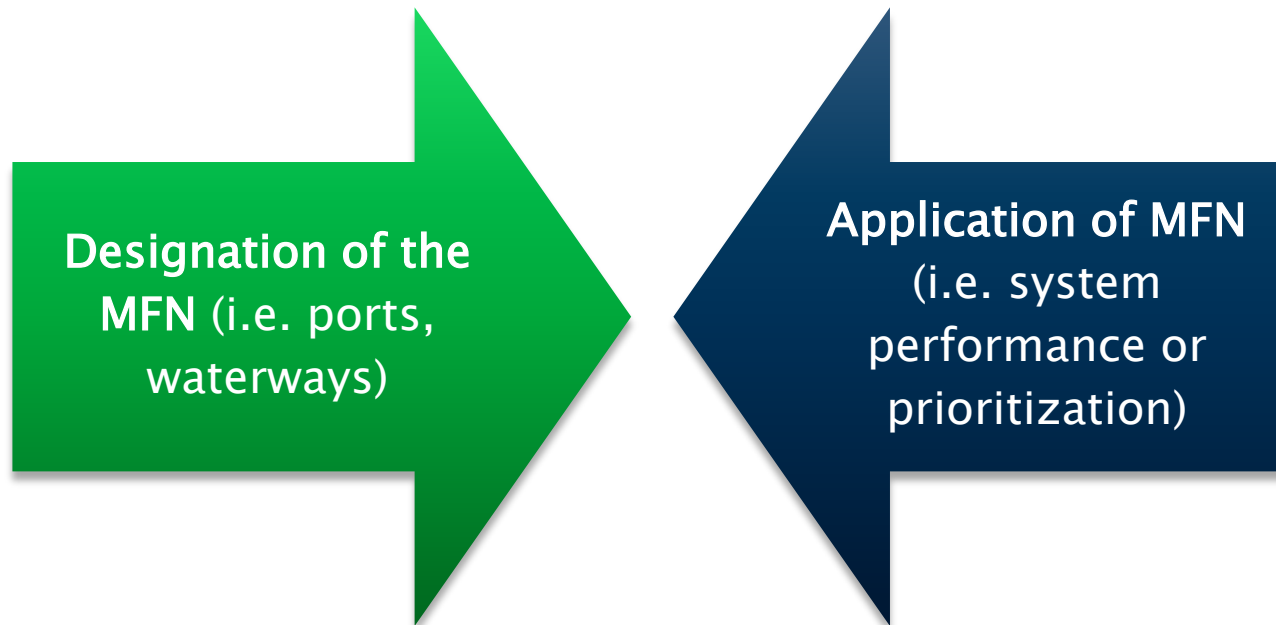 Designation of the
MFN (i.e. ports,
waterways)
Application of MFN
(i.e. system
performance or
prioritization)